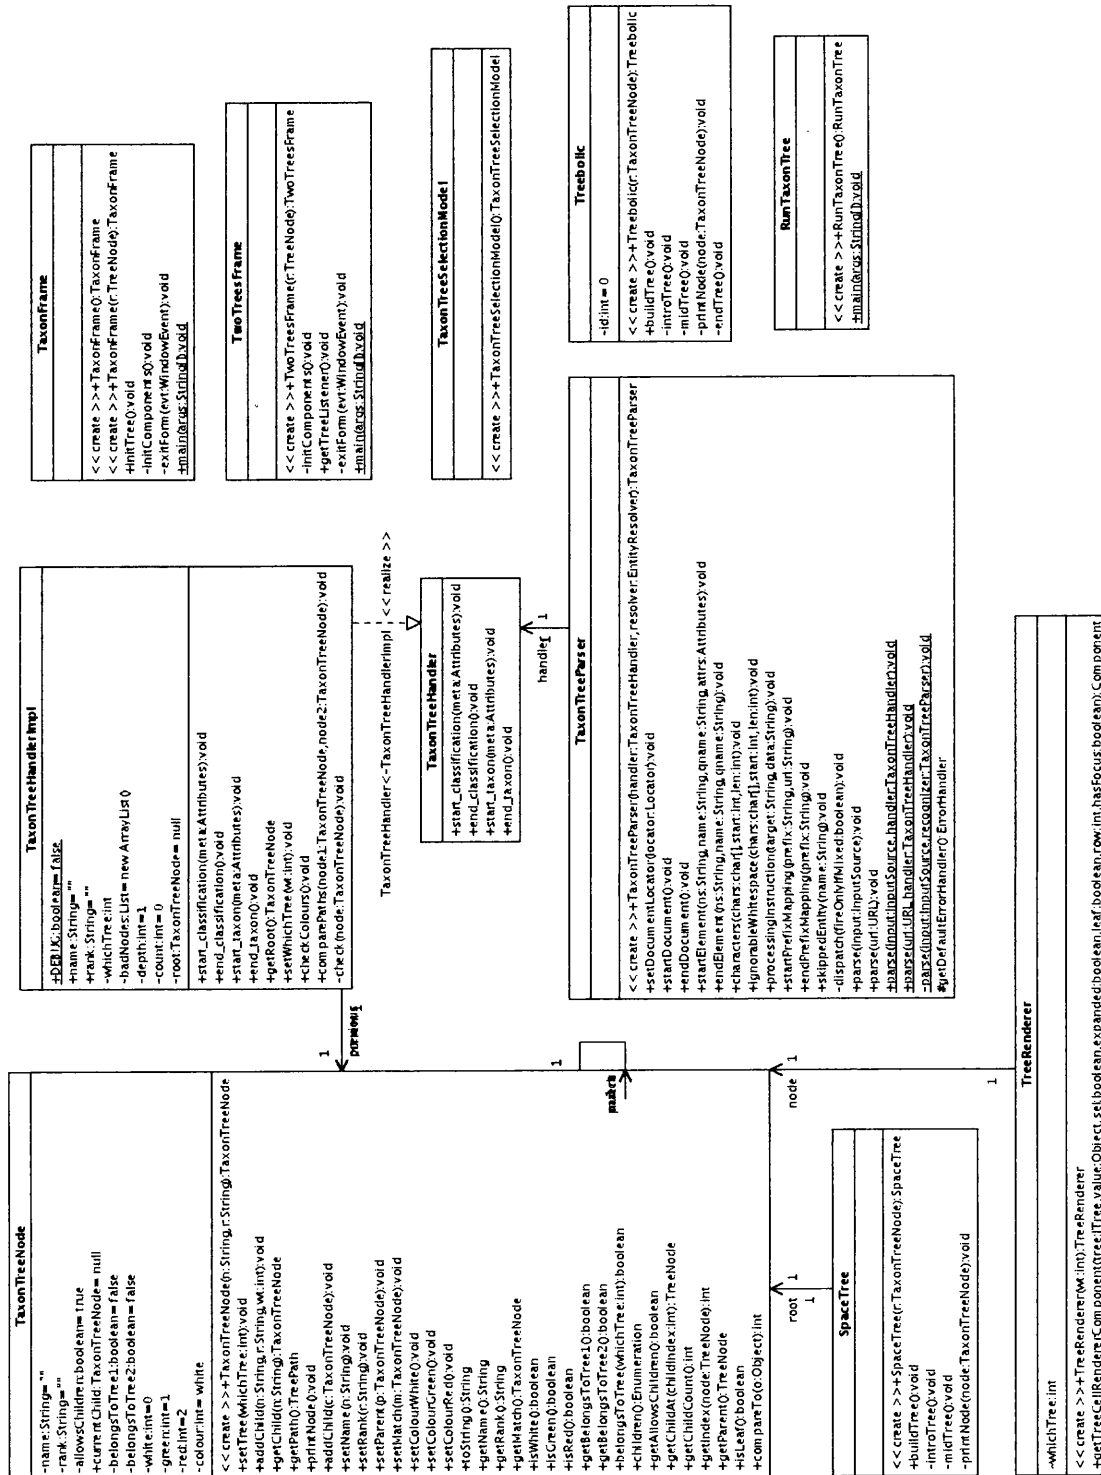 TaxonTreeNode
-name:String=""
-rank:String=""
-allowsChildren:boolean=true
+currentChild:TaxonTreeNode=null
-belongsToTree1:boolean=false
-belongsToTree2:boolean=false
-white:int=0
-green:int=1
-red:int=2
-colour:int=white
<<create>>+TaxonTreeNode(n:String,r:String):TaxonTreeNode
+setTree(whichTree:int):void
+addChild(n:String,r:String,wt:int):void
+getChild(n:String):TaxonTreeNode
+getPath():TreePath
+printNode():void
+addChild(c:TaxonTreeNode):void
+setName(n:String):void
+setRank(r:String):void
+setParent(p:TaxonTreeNode):void
+setMatch(m:TaxonTreeNode):void
+setColourWhite():void
+setColourGreen():void
+setColourRed():void
+toString():String
+getName():String
+getRank():String
+getMatch():TaxonTreeNode
+isWhite():boolean
+isGreen():boolean
+isRed():boolean
+getBelongsToTree1():boolean
+getBelongsToTree2():boolean
+belongsToTree(whichTree:int):boolean
+children():Enumeration
+getAllowsChildren():boolean
+getChildAt(childIndex:int):TreeNode
+getChildCount():int
+getIndex(node:TreeNode):int
+getParent():TreeNode
+isLeaf():boolean
+compareTo(o:Object):int
1
1
match
root 1
1
node 1
1
SpaceTree
<<create>>+SpaceTree(r:TaxonTreeNode):SpaceTree
+buildTree():void
-introTree():void
-midTree():void
-printNode(node:TaxonTreeNode):void
TreeRenderer
-whichTree:int
<<create>>+TreeRenderer(wt:int):TreeRenderer
+getTreeCellRendererComponent(tree:JTree,value:Object,sel:boolean,expanded:boolean,leaf:boolean,row:int,hasFocus:boolean):Component
TaxonTreeHandlerImpl
+DEBUG:boolean=false
+name:String=""
+rank:String=""
-whichTree:int
-badNodes:List=new ArrayList()
-depth:int=1
-count:int=0
-root:TaxonTreeNode=null
+start_classification(meta:Attributes):void
+end_classification():void
+start_taxon(meta:Attributes):void
+end_taxon():void
+getRoot():TaxonTreeNode
+setWhichTree(wt:int):void
+checkColours():void
+comparePaths(node1:TaxonTreeNode,node2:TaxonTreeNode):void
-check(node:TaxonTreeNode):void
TaxonTreeHandler<-TaxonTreeHandlerImpl <<realize>>
TaxonTreeHandler
+start_classification(meta:Attributes):void
+end_classification():void
+start_taxon(meta:Attributes):void
+end_taxon():void
handler 1
1
TaxonTreeParser
<<create>>+TaxonTreeParser(handler:TaxonTreeHandler,resolver:EntityResolver):TaxonTreeParser
+setDocumentLocator(locator:Locator):void
+startDocument():void
+endDocument():void
+startElement(ns:String,name:String,qname:String,attrs:Attributes):void
+endElement(ns:String,name:String,qname:String):void
+characters(chars:char[],start:int,len:int):void
+ignorableWhitespace(chars:char[],start:int,len:int):void
+processingInstruction(target:String,data:String):void
+startPrefixMapping(prefix:String,uri:String):void
+endPrefixMapping(prefix:String):void
+skippedEntity(name:String):void
-dispatch(fireOnlyIfMixed:boolean):void
+parse(input:InputSource):void
+parse(url:URL):void
+parse(input:InputSource,handler:TaxonTreeHandler):void
+parse(url:URL,handler:TaxonTreeHandler):void
-parse(input:InputSource,recognizer:TaxonTreeParser):void
#getDefaultErrorHandler():ErrorHandler
TaxonFrame
<<create>>+TaxonFrame():TaxonFrame
<<create>>+TaxonFrame(r:TreeNode):TaxonFrame
+initTree():void
-initComponents():void
-exitForm(evt:WindowEvent):void
+main(args:String[]):void
TwoTreesFrame
<<create>>+TwoTreesFrame(r:TreeNode):TwoTreesFrame
-initComponents():void
+getTreeListener():void
-exitForm(evt:WindowEvent):void
+main(args:String[]):void
TaxonTreeSelectionModel
<<create>>+TaxonTreeSelectionModel():TaxonTreeSelectionModel
Treebolic
-id:int=0
<<create>>+Treebolic(r:TaxonTreeNode):Treebolic
+buildTree():void
-introTree():void
-midTree():void
-printNode(node:TaxonTreeNode):void
-endTree():void
RunTaxonTree
<<create>>+RunTaxonTree():RunTaxonTree
+main(args:String[]):void